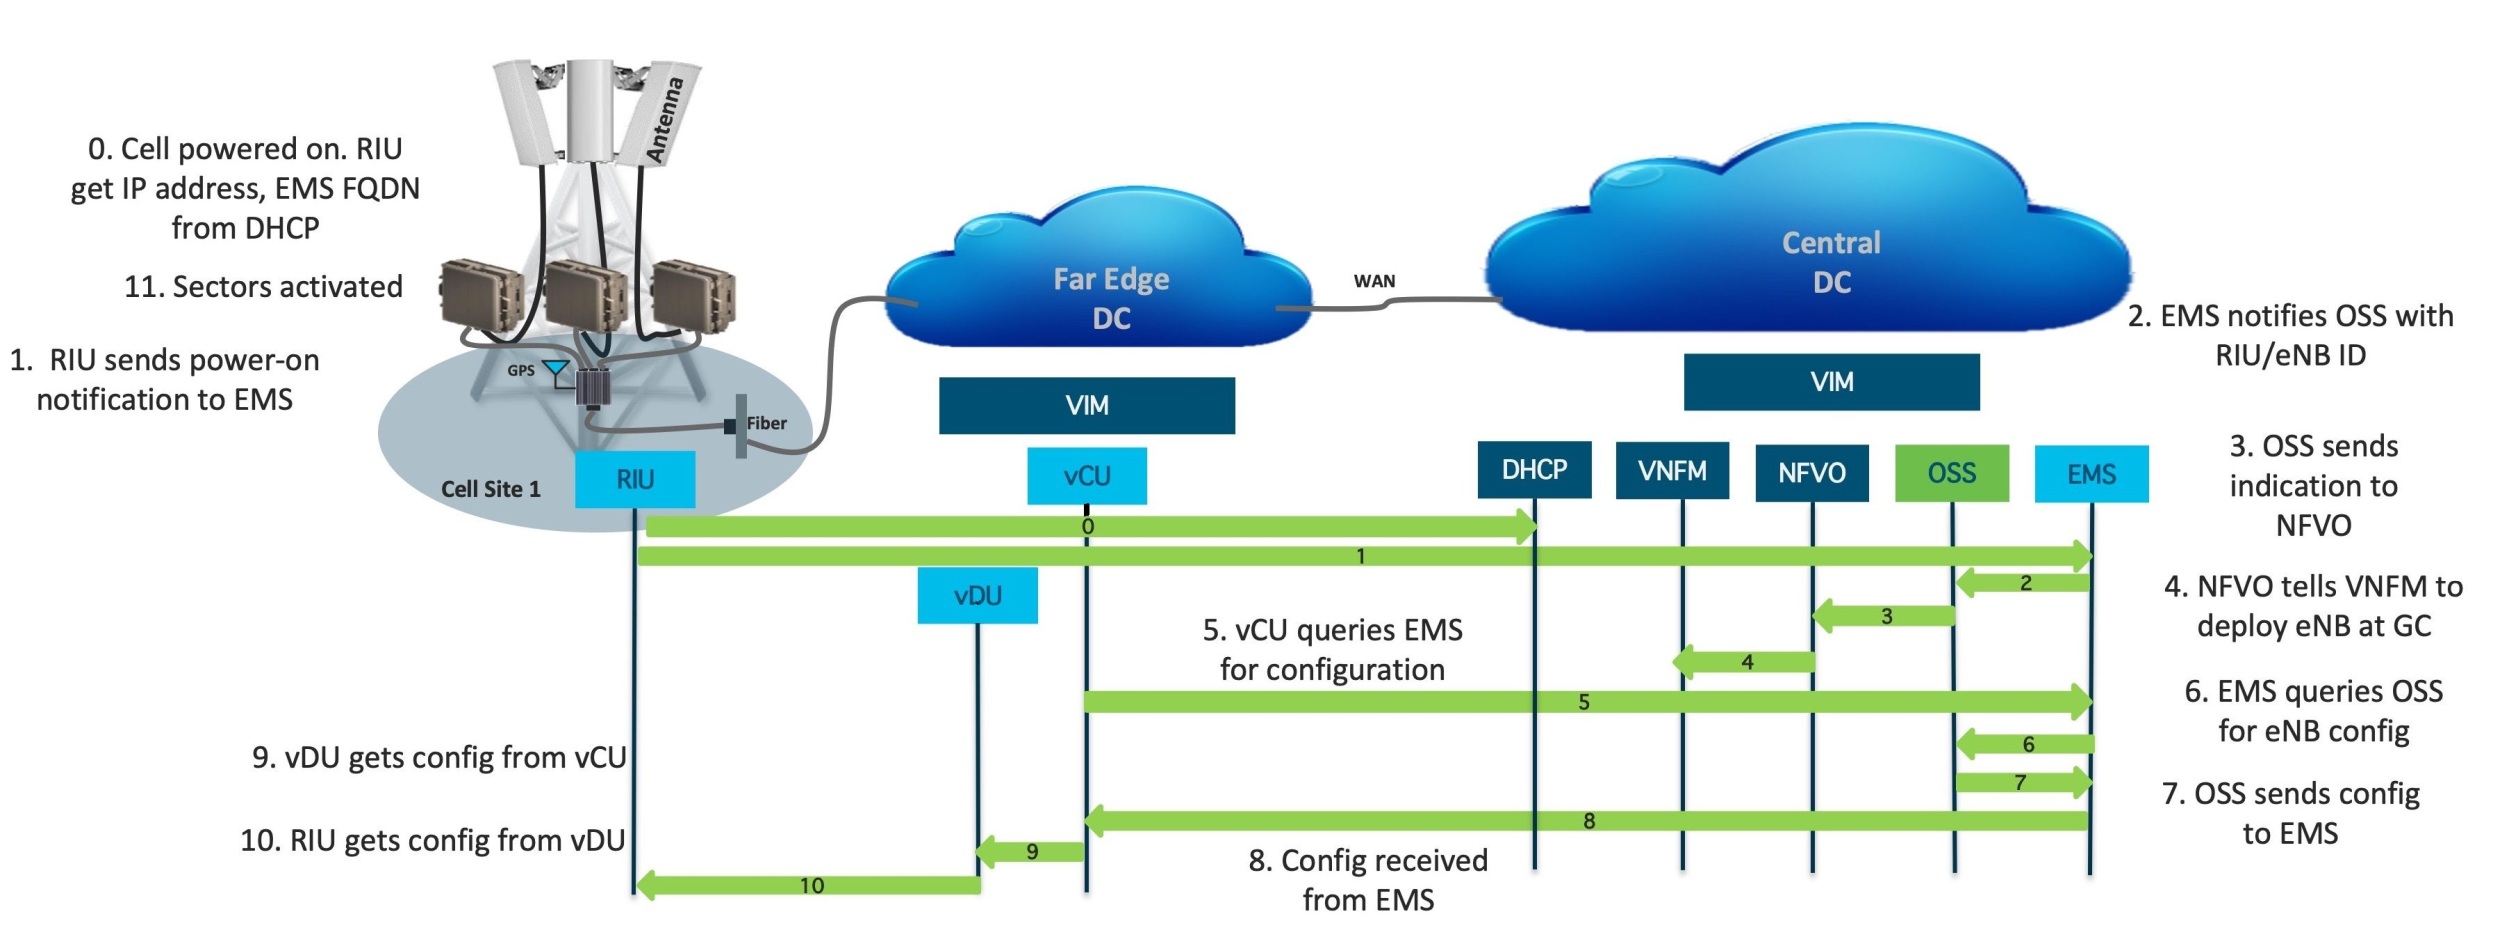 Antenna
0. Cell powered on. RIU
get IP address, EMS FQDN
from DHCP
11. Sectors activated
1. RIU sends power-on
notification to EMS
GPS
Fiber
Cell Site 1
RIU
Far Edge
DC
WAN
Central
DC
VIM
VIM
vCU
vDU
DHCP
VNFM
NFVO
OSS
EMS
2. EMS notifies OSS with
RIU/eNB ID
3. OSS sends
indication to
NFVO
4. NFVO tells VNFM to
deploy eNB at GC
5. vCU queries EMS
for configuration
6. EMS queries OSS
for eNB config
7. OSS sends config
to EMS
8. Config received
from EMS
9. vDU gets config from vCU
10. RIU gets config from vDU
0
1
2
3
4
5
6
7
8
9
10